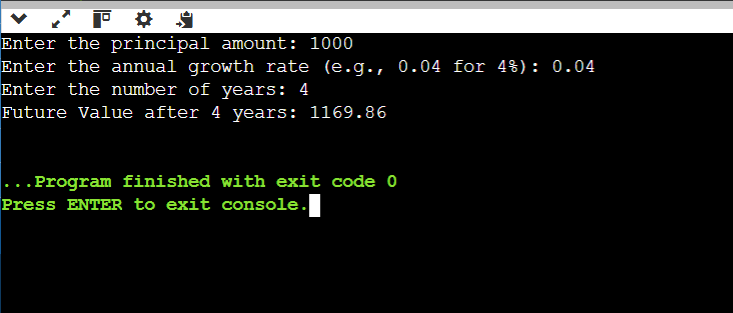 Enter the principal amount: 1000
Enter the annual growth rate (e.g., 0.04 for 4%): 0.04
Enter the number of years: 4
Future Value after 4 years: 1169.86
...Program finished with exit code 0
Press ENTER to exit console.